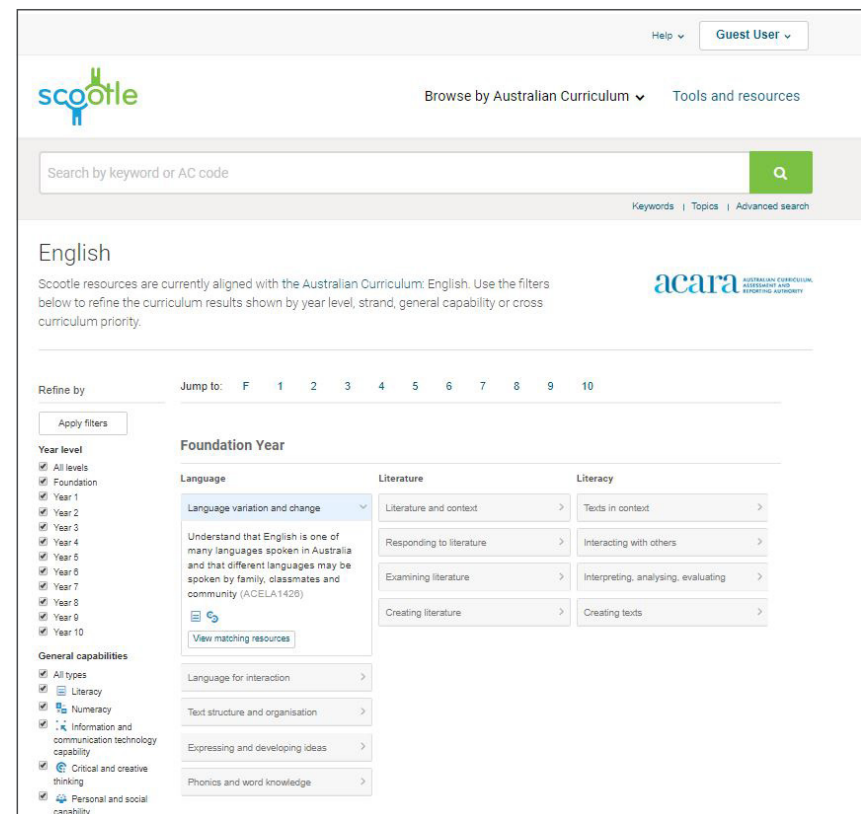 Help
Guest User
scootle
Browse by Australian Curriculum
Tools and resources
Search by keyword or AC code
Keywords | Topics | Advanced search
English
Scootle resources are currently aligned with the Australian Curriculum: English. Use the filters
below to refine the curriculum results shown by year level, strand, general capability or cross
curriculum priority.
acara AUSTRALIAN CURRICULUM,
ASSESSMENT AND
REPORTING AUTHORITY
Refine by
Apply filters
Year level
All levels
Foundation
Year 1
Year 2
Year 3
Year 4
Year 5
Year 6
Year 7
Year 8
Year 9
Year 10
General capabilities
All types
Literacy
Numeracy
Information and
communication technology
capability
Critical and creative
thinking
Personal and social
capability
Jump to: F 1 2 3 4 5 6 7 8 9 10
Foundation Year
Language
Language variation and change
Understand that English is one of
many languages spoken in Australia
and that different languages may be
spoken by family, classmates and
community (ACELA1426)
View matching resources
Language for interaction
Text structure and organisation
Expressing and developing ideas
Phonics and word knowledge
Literature
Literature and context
Responding to literature
Examining literature
Creating literature
Literacy
Texts in context
Interacting with others
Interpreting, analysing, evaluating
Creating texts